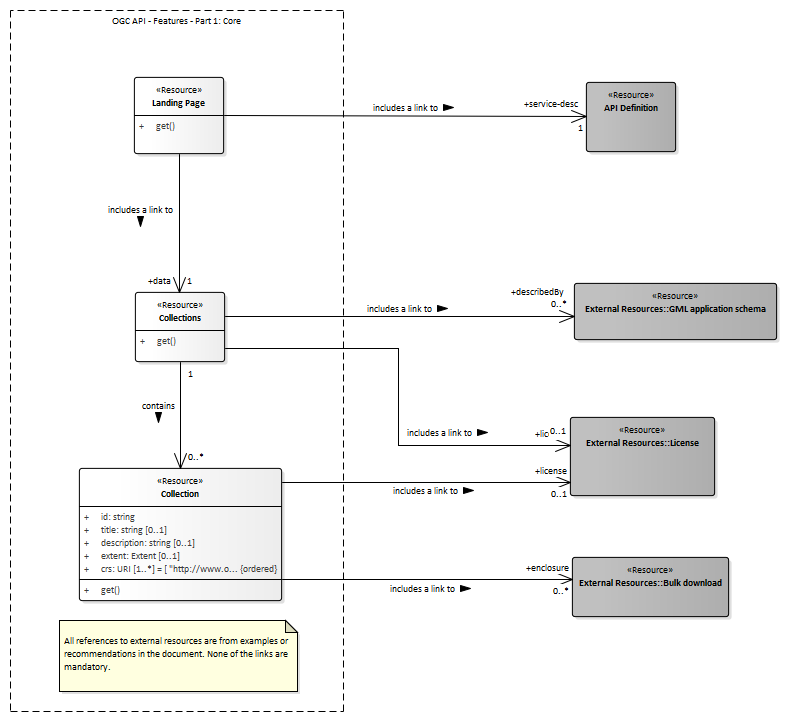 OGC API - Features - Part 1: Core
«Resource»
Landing Page
+ get()
includes a link to
+service-desc
1
«Resource»
API Definition
includes a link to
+data
1
«Resource»
Collections
+ get()
includes a link to
+describedBy
0..*
«Resource»
External Resources::GML application schema
1
contains
0..*
includes a link to
+lic
0..1
«Resource»
External Resources::License
+license
includes a link to
0..1
«Resource»
Collection
+ id: string
+ title: string [0..1]
+ description: string [0..1]
+ extent: Extent [0..1]
+ crs: URI [1..*] = [ "http://www.o... {ordered}
+ get()
+enclosure
includes a link to
0..*
«Resource»
External Resources::Bulk download
All references to external resources are from examples or
recommendations in the document. None of the links are
mandatory.